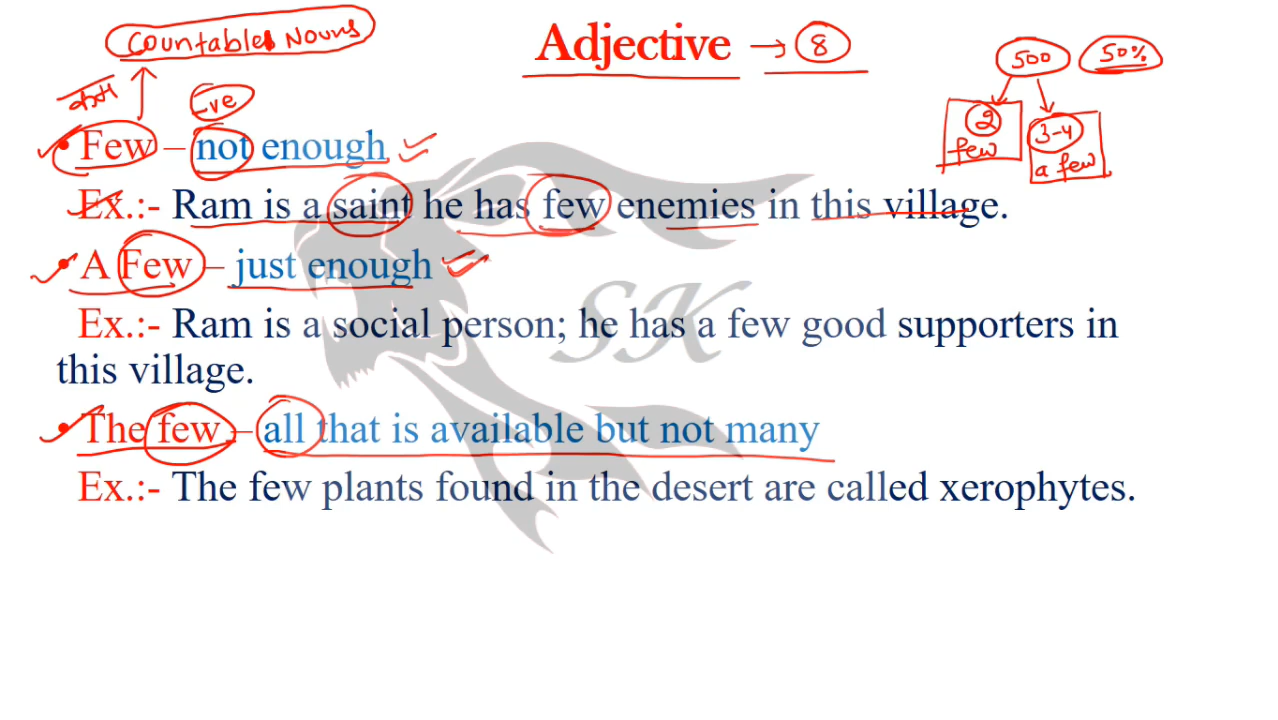 Countable Nouns
Adjective → 8
500 50%
-ve
2
few
3-4
a few
• Few – not enough
Ex.:- Ram is a saint he has few enemies in this village.
• A Few – just enough
Ex.:- Ram is a social person; he has a few good supporters in
this village.
• The few – all that is available but not many
Ex.:- The few plants found in the desert are called xerophytes.
SK